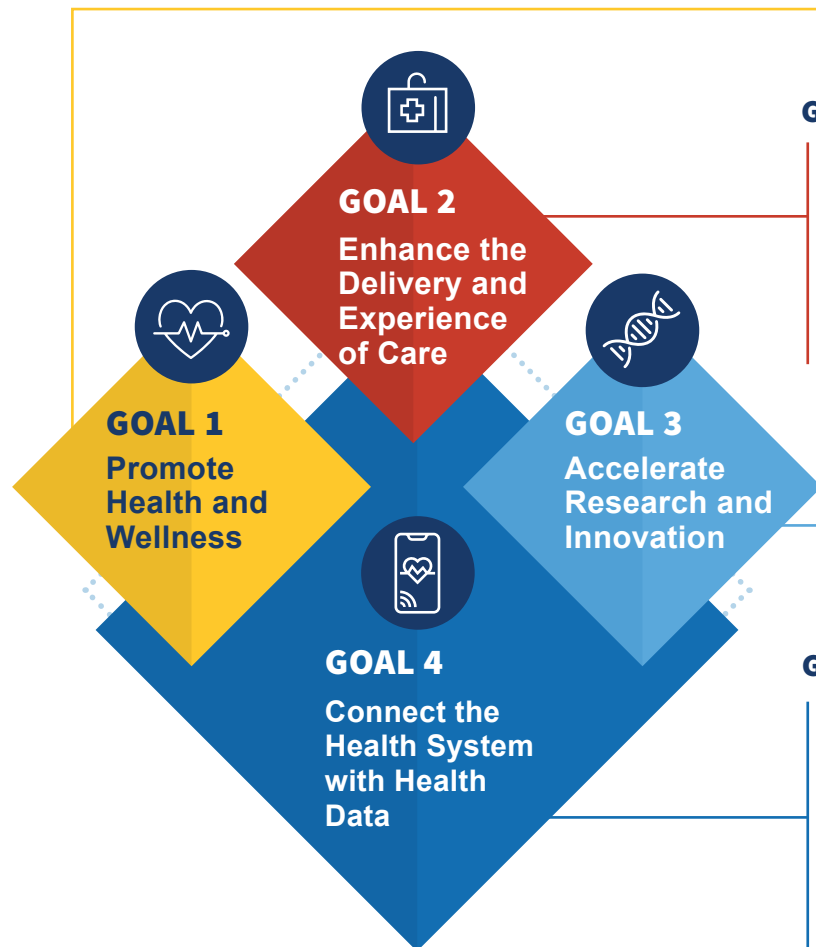 GOAL 2
Enhance the
Delivery and
Experience
of Care
GOAL 1
Promote
Health and
Wellness
GOAL 3
Accelerate
Research and
Innovation
GOAL 4
Connect the
Health System
with Health
Data
G
G